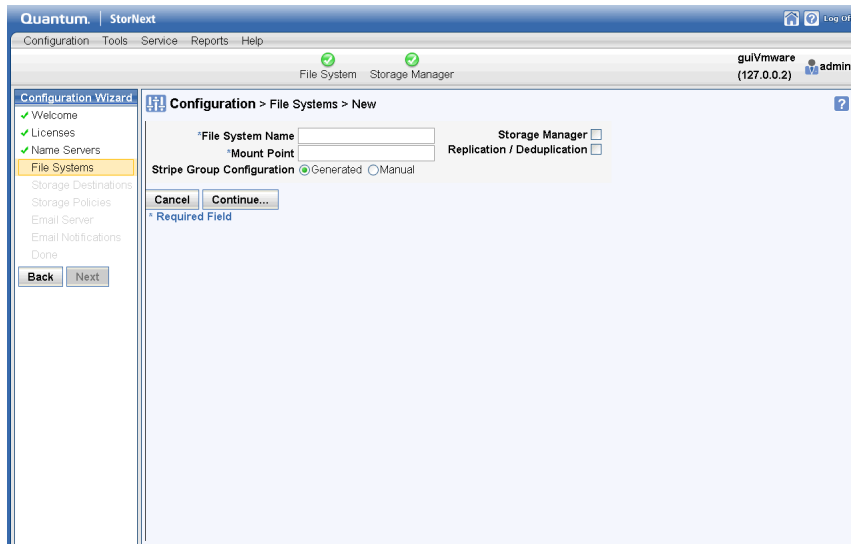 Quantum. StorNext
Log Of
Configuration Tools Service Reports Help
File System Storage Manager
guiVmware
(127.0.0.2)
admin
Configuration Wizard
Welcome
Licenses
Name Servers
File Systems
Storage Destinations
Storage Policies
Email Server
Email Notifications
Done
Back Next
Configuration > File Systems > New
?
*File System Name
Storage Manager
*Mount Point
Replication / Deduplication
Stripe Group Configuration Generated Manual
Cancel Continue...
* Required Field